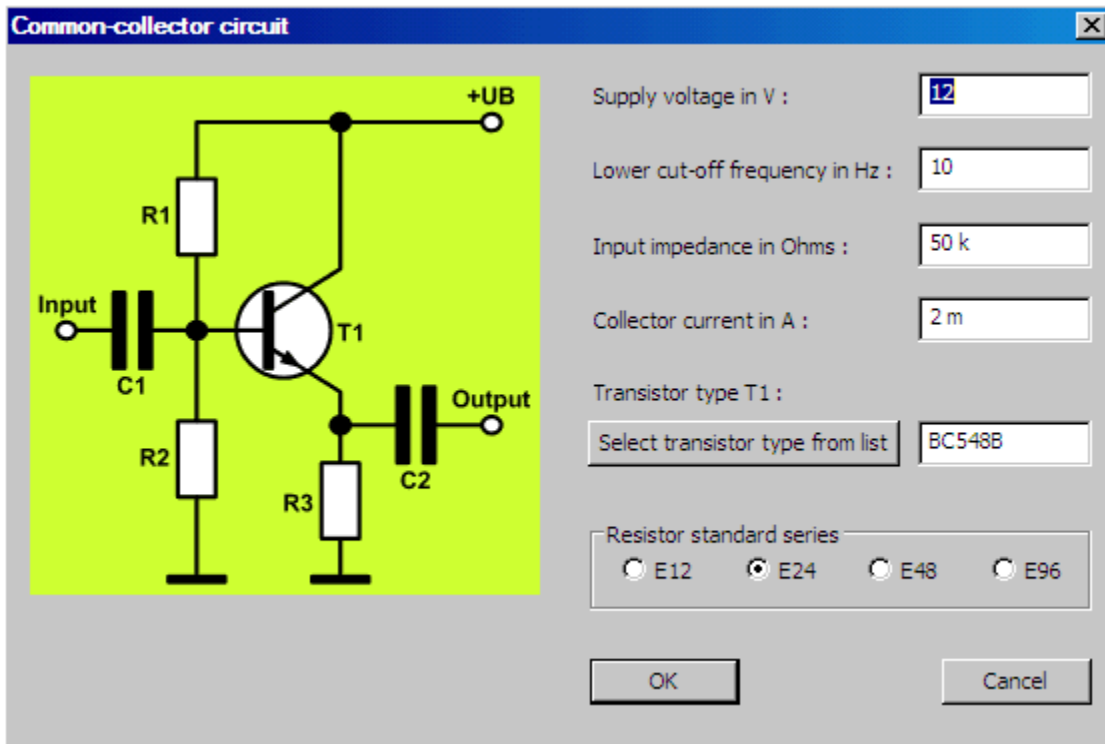 Common-collector circuit
+UB
R1
Input
T1
C1
Output
R2
C2
R3
Supply voltage in V :
12
Lower cut-off frequency in Hz :
10
Input impedance in Ohms :
50 k
Collector current in A :
2 m
Transistor type T1 :
Select transistor type from list
BC548B
Resistor standard series
E12 E24 E48 E96
OK
Cancel